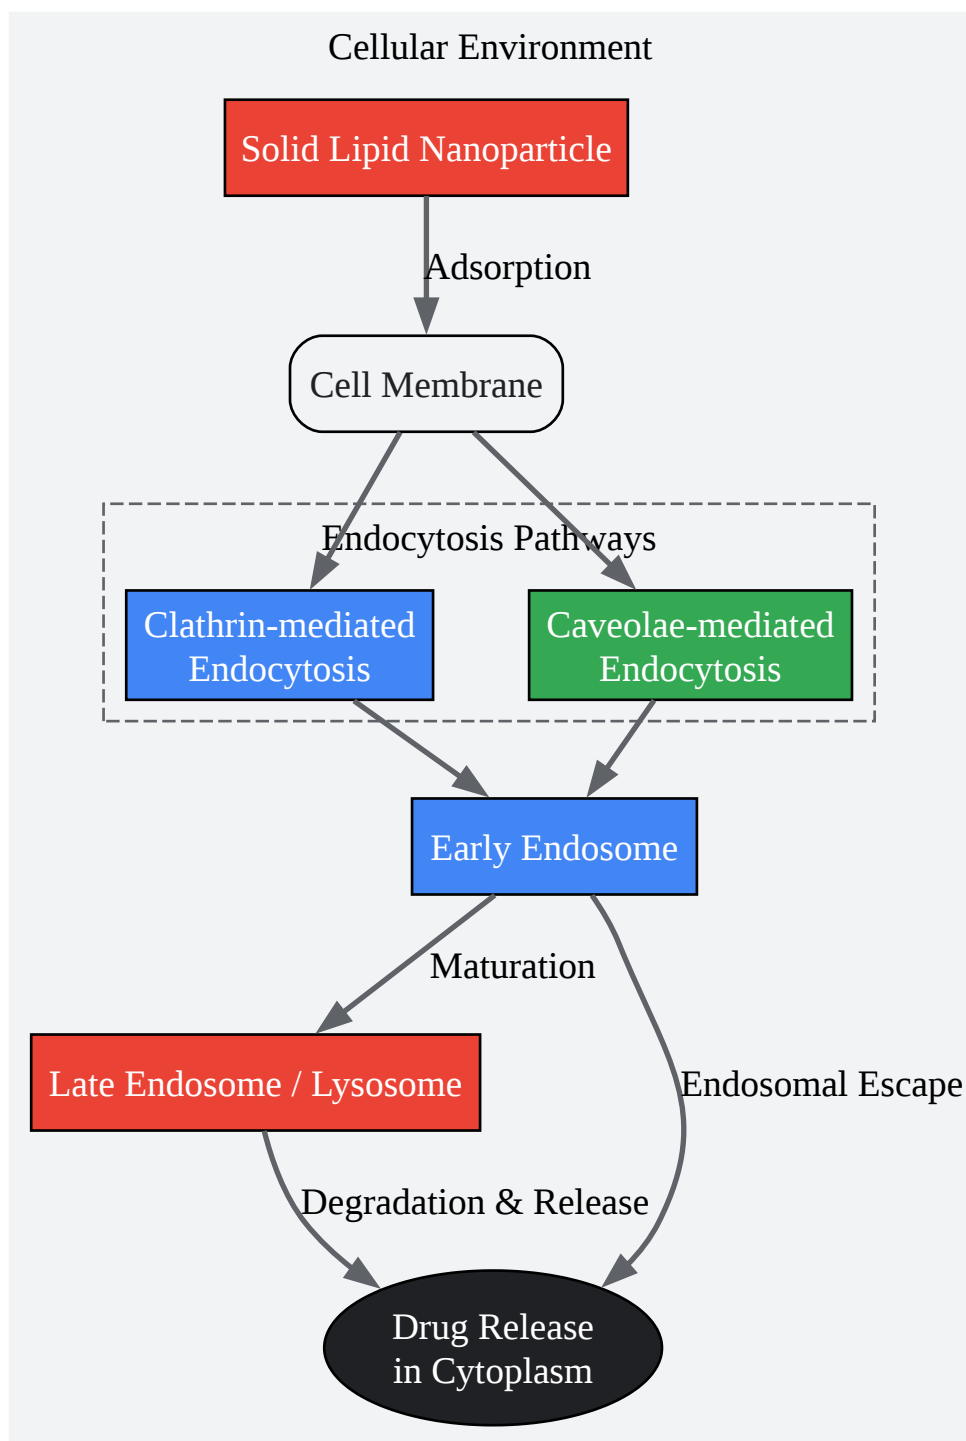 Cellular Environment
Solid Lipid Nanoparticle
Adsorption
Cell Membrane
Endocytosis Pathways
Clathrin-mediated
Endocytosis
Caveolae-mediated
Endocytosis
Early Endosome
Maturation
Late Endosome / Lysosome
Endosomal Escape
Degradation & Release
Drug Release
in Cytoplasm